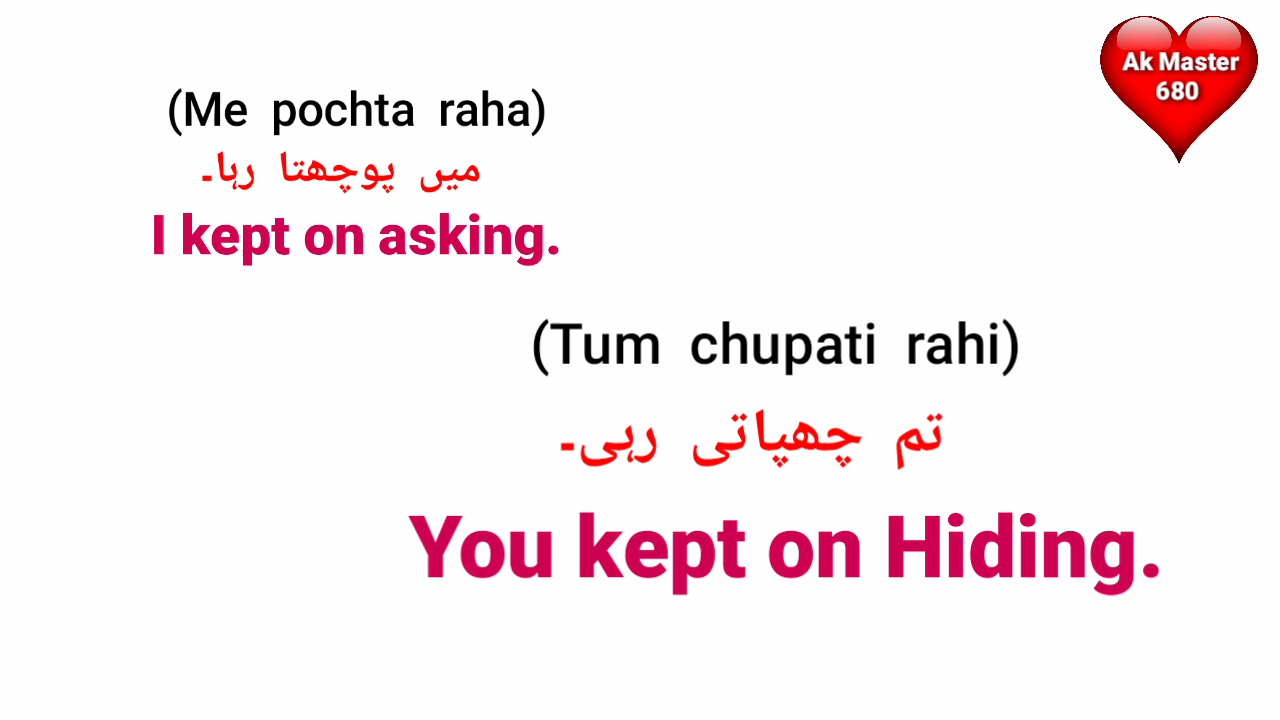 Ak Master
680
(Me pochta raha)
میں پوچھتا رہا۔
I kept on asking.
(Tum chupati rahi)
تم چھپاتی رہی۔
You kept on Hiding.